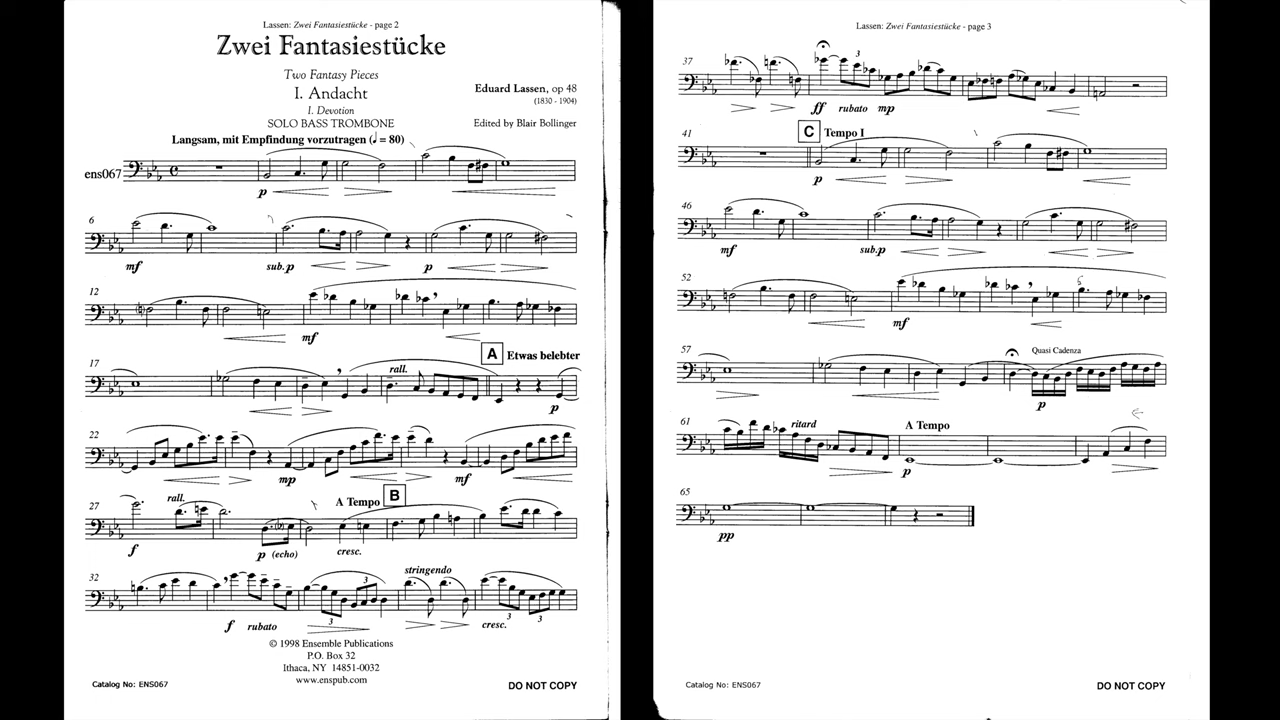 Lassen: Zwei Fantasiestücke - page 2
Zwei Fantasiestücke
Two Fantasy Pieces
I. Andacht
I. Devotion
SOLO BASS TROMBONE
Eduard Lassen, op 48
(1830 - 1904)
Edited by Blair Bollinger
Langsam, mit Empfindung vorzutragen (♩ = 80)
ens067
p
6
mf sub.p p
12
mf
A Etwas belebter
17
rall.
p
22
mp mf
27
rall. A Tempo B
f p (echo) cresc.
32
3 stringendo
f rubato 3 cresc. 3 3
© 1998 Ensemble Publications
P.O. Box 32
Ithaca, NY 14851-0032
www.enspub.com
Catalog No: ENS067 DO NOT COPY
Lassen: Zwei Fantasiestücke - page 3
37
3
ff rubato mp
C Tempo I
41
p
46
mf sub.p
52
mf
57
Quasi Cadenza
p
61
ritard A Tempo
p
65
pp
Catalog No: ENS067 DO NOT COPY